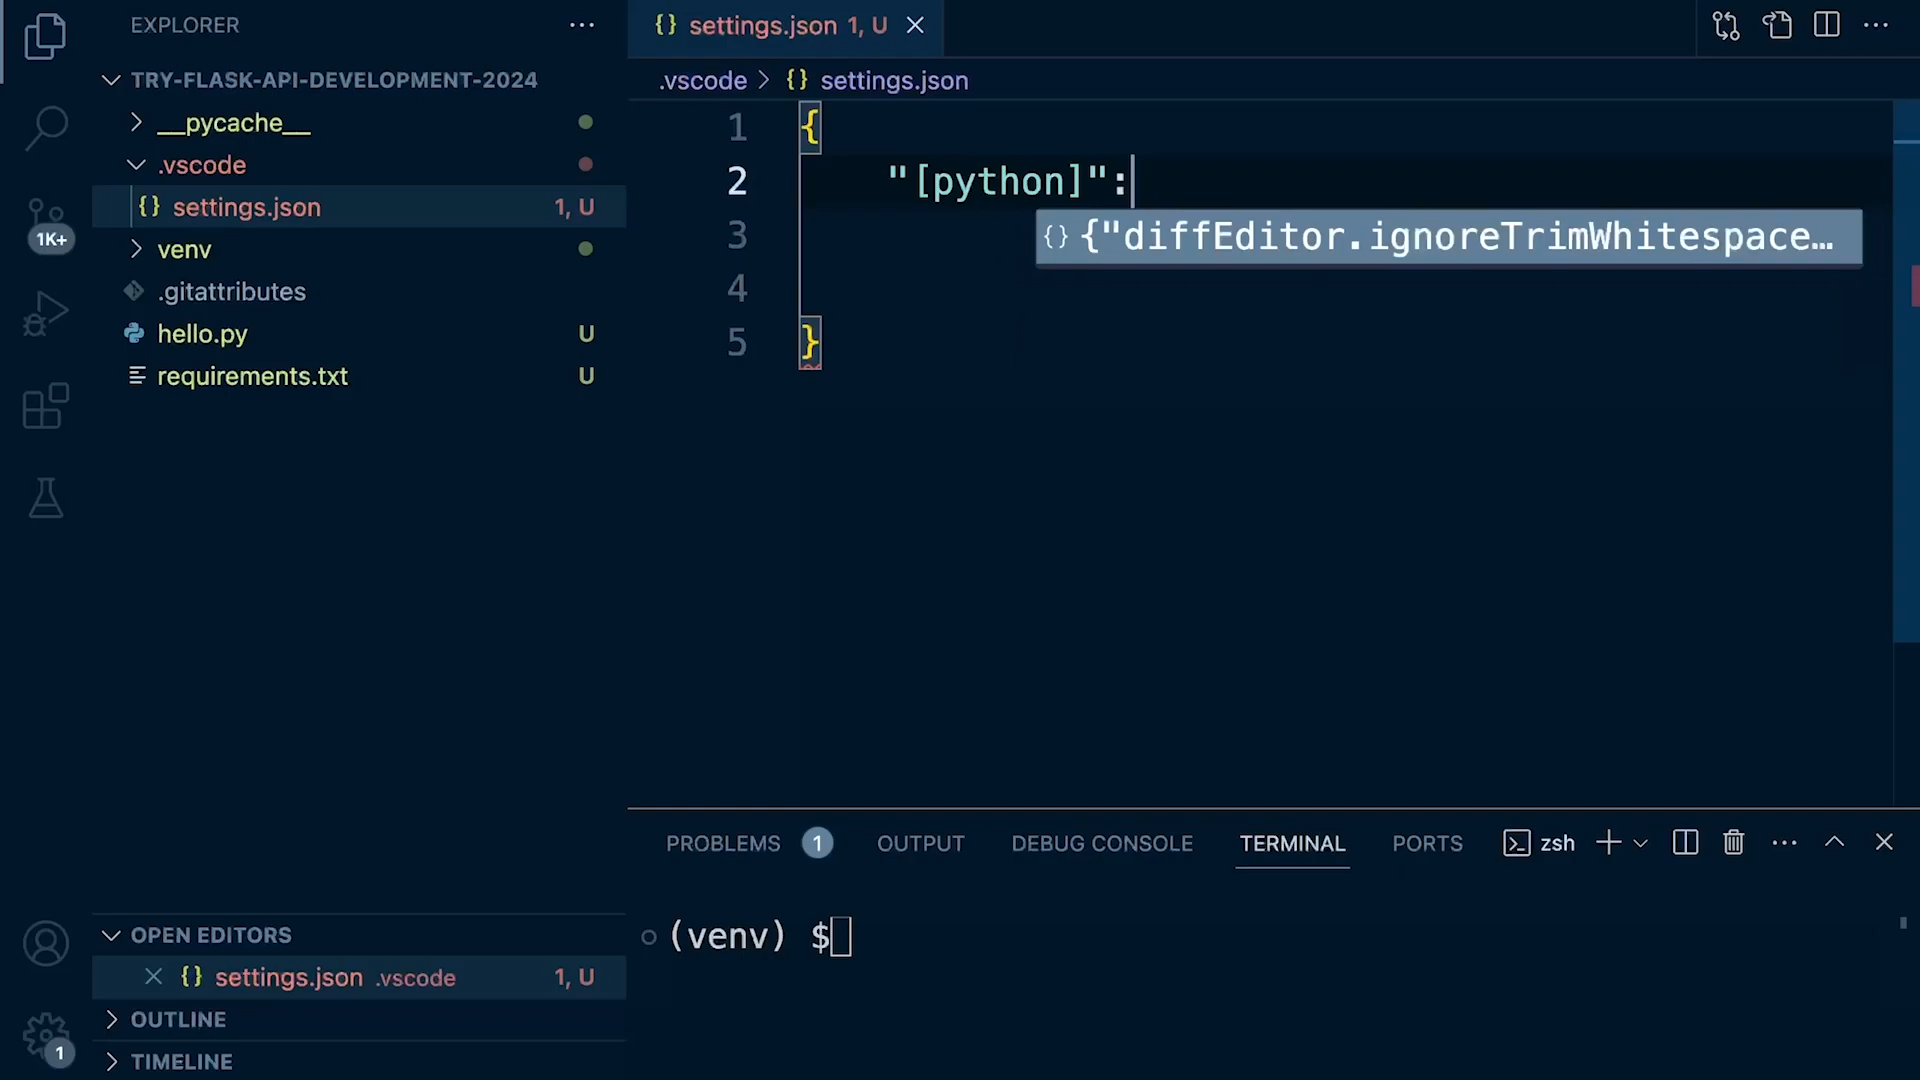 EXPLORER
TRY-FLASK-API-DEVELOPMENT-2024
__pycache__
.vscode
{} settings.json 1, U
venv
.gitattributes
hello.py U
requirements.txt U
1K+
OPEN EDITORS
{} settings.json .vscode 1, U
OUTLINE
TIMELINE
1
{} settings.json 1, U
.vscode > {} settings.json
1 {
2 "[python]":
3
4
5 }
{} {"diffEditor.ignoreTrimWhitespace…
PROBLEMS 1 OUTPUT DEBUG CONSOLE TERMINAL PORTS zsh
(venv) $